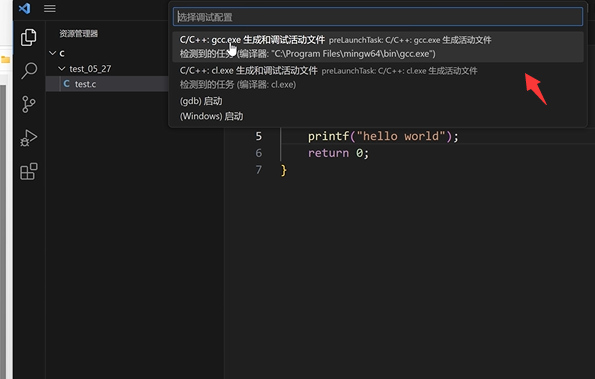 选择调试配置
C/C++: gcc.exe 生成和调试活动文件 preLaunchTask: C/C++: gcc.exe 生成活动文件
检测到的任务 (编译器: "C:\Program Files\mingw64\bin\gcc.exe")
C/C++: cl.exe 生成和调试活动文件 preLaunchTask: C/C++: cl.exe 生成活动文件
检测到的任务 (编译器: cl.exe)
(gdb) 启动
(Windows) 启动
资源管理器
C
test_05_27
C test.c
5 printf("hello world");
6 return 0;
7 }